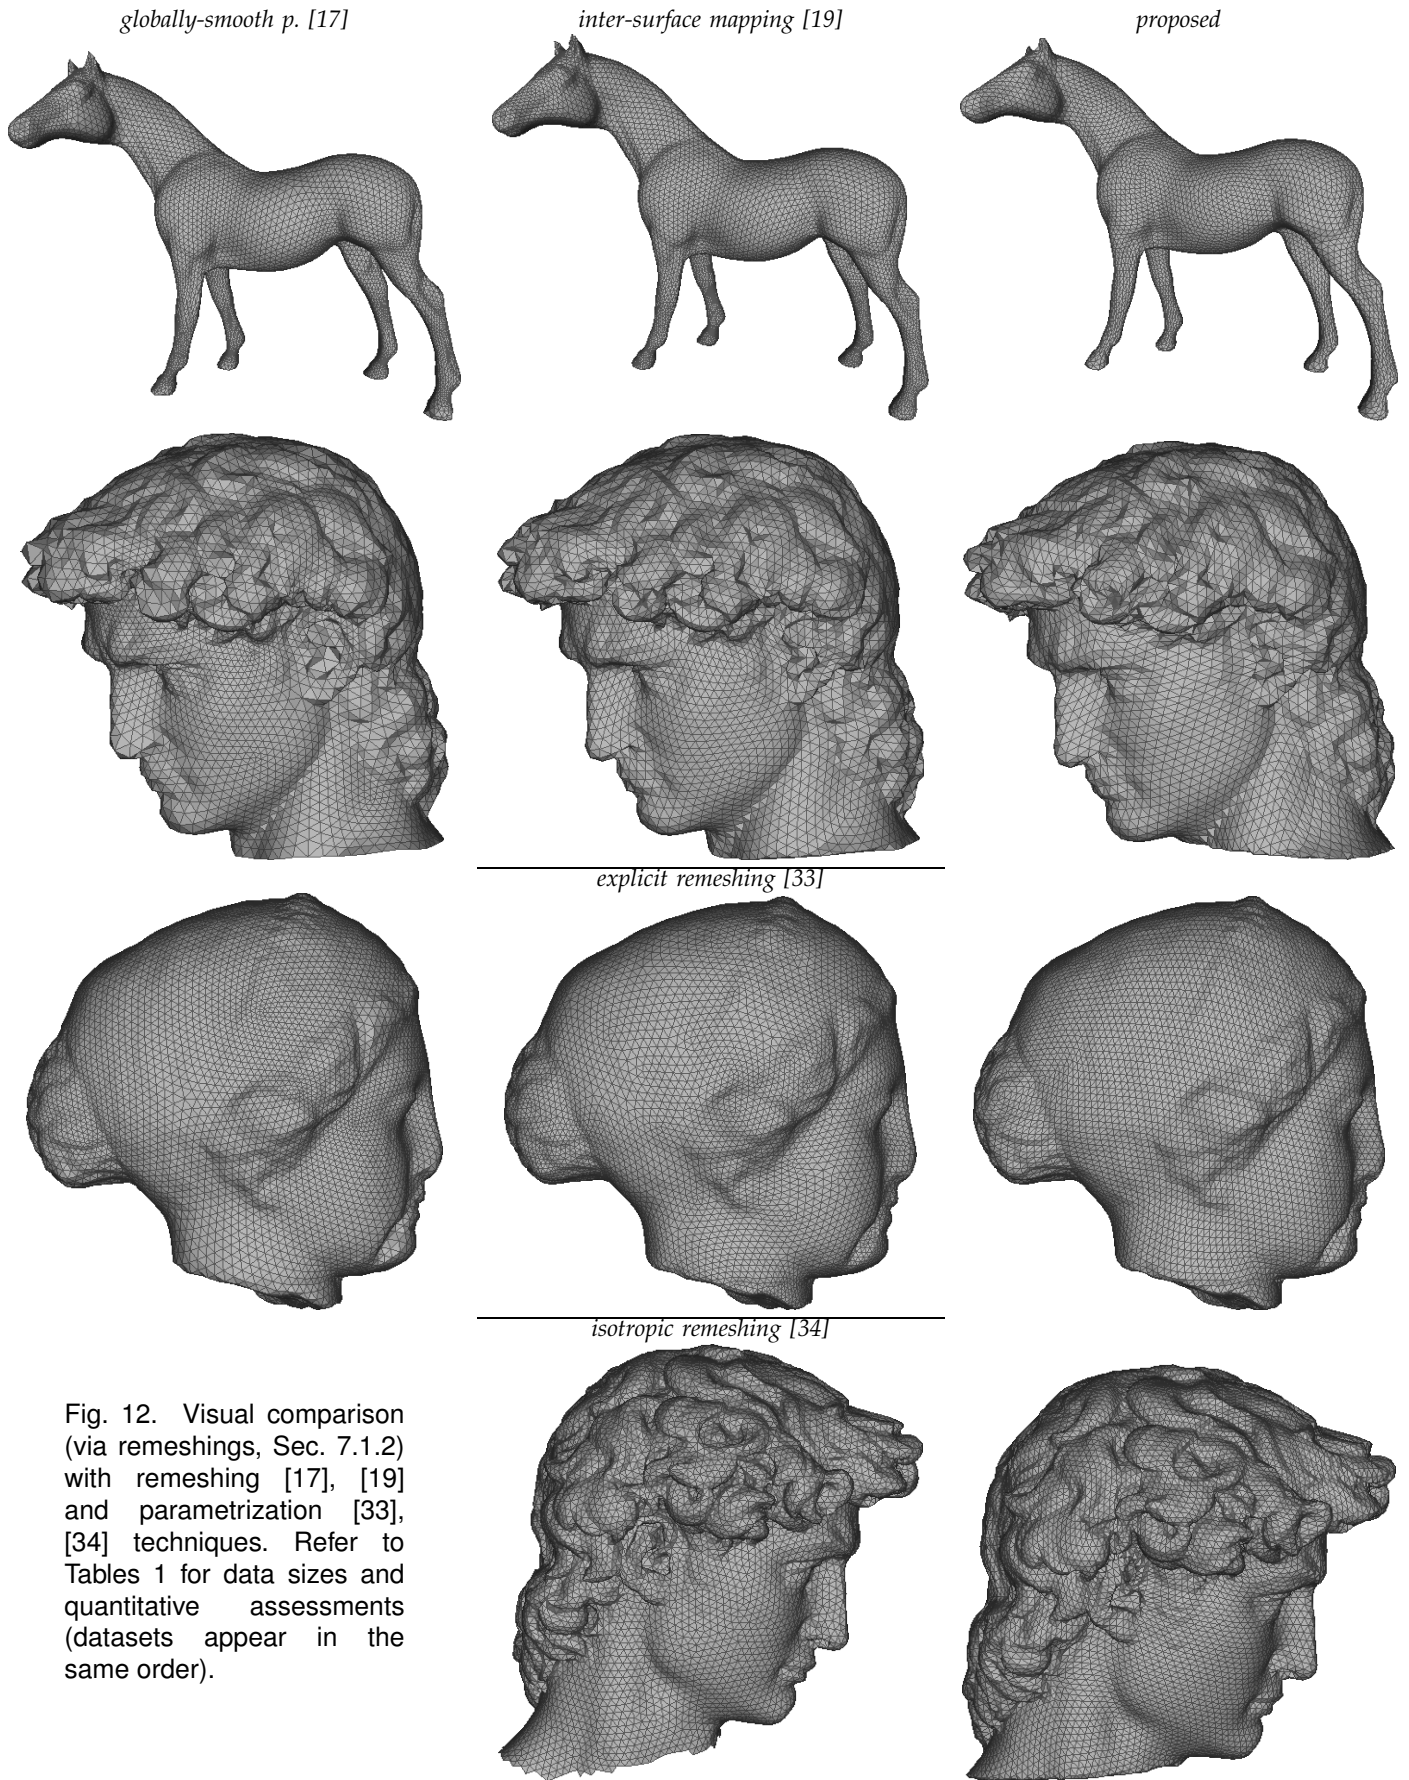 globally-smooth p. [17]
inter-surface mapping [19]
proposed
explicit remeshing [33]
isotropic remeshing [34]
Fig. 12. Visual comparison
(via remeshings, Sec. 7.1.2)
with remeshing [17], [19]
and parametrization [33],
[34] techniques. Refer to
Tables 1 for data sizes and
quantitative assessments
(datasets appear in the
same order).